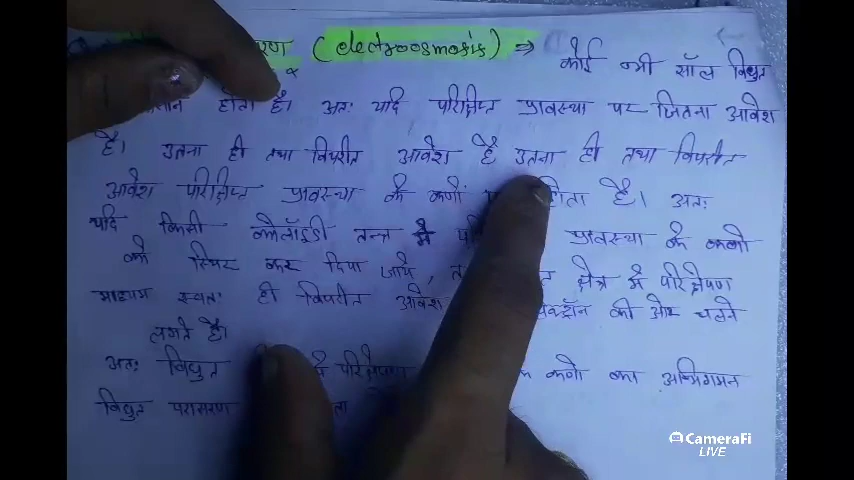 (electroosmosis) ⇒ कोई भी सॉल विद्युत
होता है। अतः यदि परिक्षिप्त प्रावस्था पर जितना आवेश
है। उतना ही तथा विपरीत आवेश है उतना ही तथा विपरीत
आवेश परिक्षिप्त प्रावस्था के कणों होता है। अतः
यदि किसी कोलॉइडी तन्त्र मे प्रावस्था के कणो
को स्थिर कर दिया जाये, क्षेत्र मे परिक्षेपण
माध्यम स्वतः ही विपरीत आवेश की ओर चलने
लगते है।
अतः विधुत मे परिक्षेपण कणो का अभिगमन
विधुत परासरण
CameraFi
LIVE